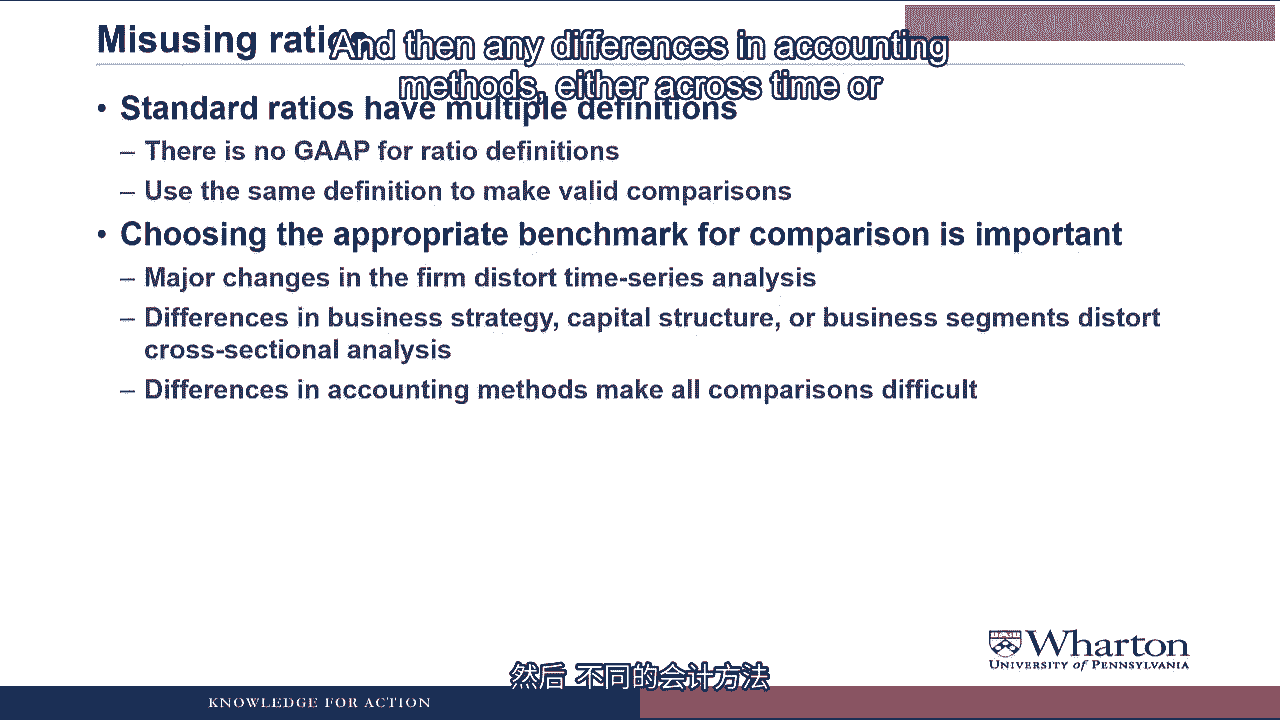 Misusing ratios
And then any differences in accounting
methods, either across time or
• Standard ratios have multiple definitions
– There is no GAAP for ratio definitions
– Use the same definition to make valid comparisons
• Choosing the appropriate benchmark for comparison is important
– Major changes in the firm distort time-series analysis
– Differences in business strategy, capital structure, or business segments distort
cross-sectional analysis
– Differences in accounting methods make all comparisons difficult
Wharton
UNIVERSITY of PENNSYLVANIA
然后 不同的会计方法
KNOWLEDGE FOR ACTION